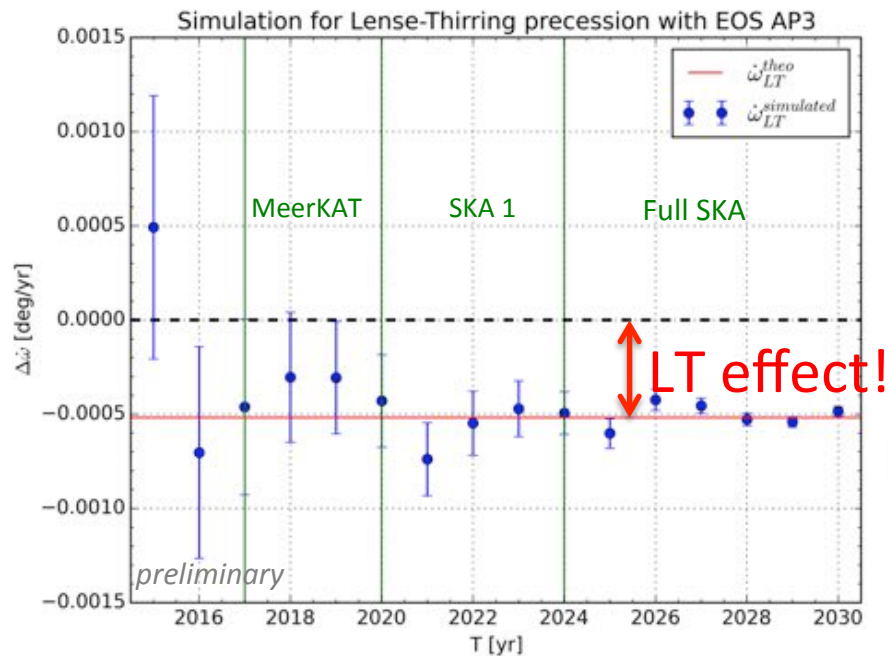 Simulation for Lense-Thirring precession with EOS AP3
0.0015
0.0010
0.0005
0.0000
−0.0005
−0.0010
−0.0015
Δω̇ [deg/yr]
ω̇_LT^theo
ω̇_LT^simulated
MeerKAT
SKA 1
Full SKA
LT effect!
preliminary
2016 2018 2020 2022 2024 2026 2028 2030
T [yr]